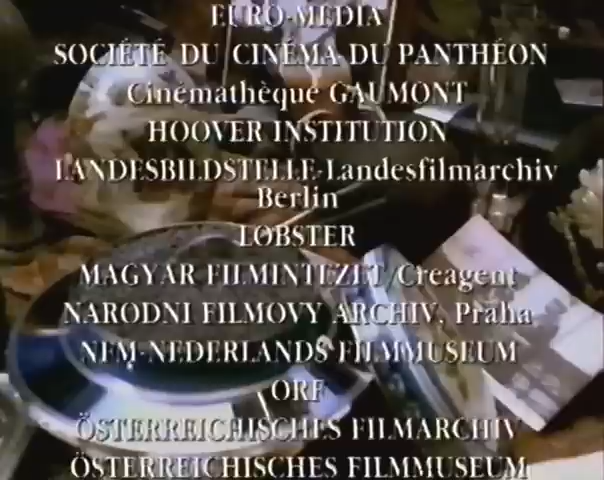 EURO-MEDIA
SOCIÉTÉ DU CINÉMA DU PANTHÉON
Cinémathèque GAUMONT
HOOVER INSTITUTION
LANDESBILDSTELLE-Landesfilmarchiv
Berlin
LOBSTER
MAGYAR FILMINTEZET/Creagent
NARODNI FILMOVY ARCHIV, Praha
NFM-NEDERLANDS FILMMUSEUM
ORF
ÖSTERREICHISCHES FILMARCHIV
ÖSTERREICHISCHES FILMMUSEUM